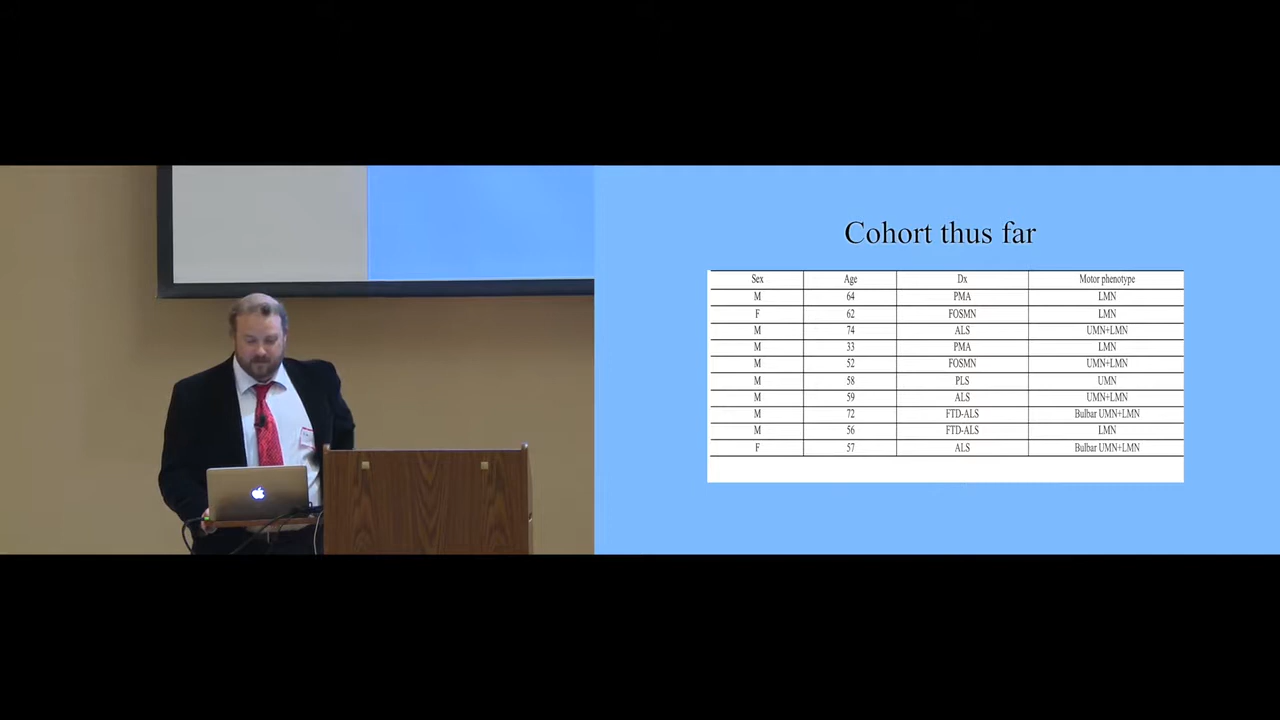 Cohort thus far
Sex Age Dx Motor phenotype
M 64 PMA LMN
F 62 FOSMN LMN
M 74 ALS UMN+LMN
M 33 PMA LMN
M 52 FOSMN UMN+LMN
M 58 PLS UMN
M 59 ALS UMN+LMN
M 72 FTD-ALS Bulbar UMN+LMN
M 56 FTD-ALS LMN
F 57 ALS Bulbar UMN+LMN